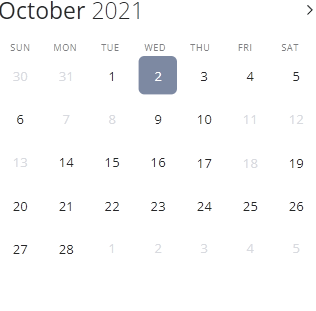 October 2021
SUN MON TUE WED THU FRI SAT
30 31 1 2 3 4 5
6 7 8 9 10 11 12
13 14 15 16 17 18 19
20 21 22 23 24 25 26
27 28 1 2 3 4 5